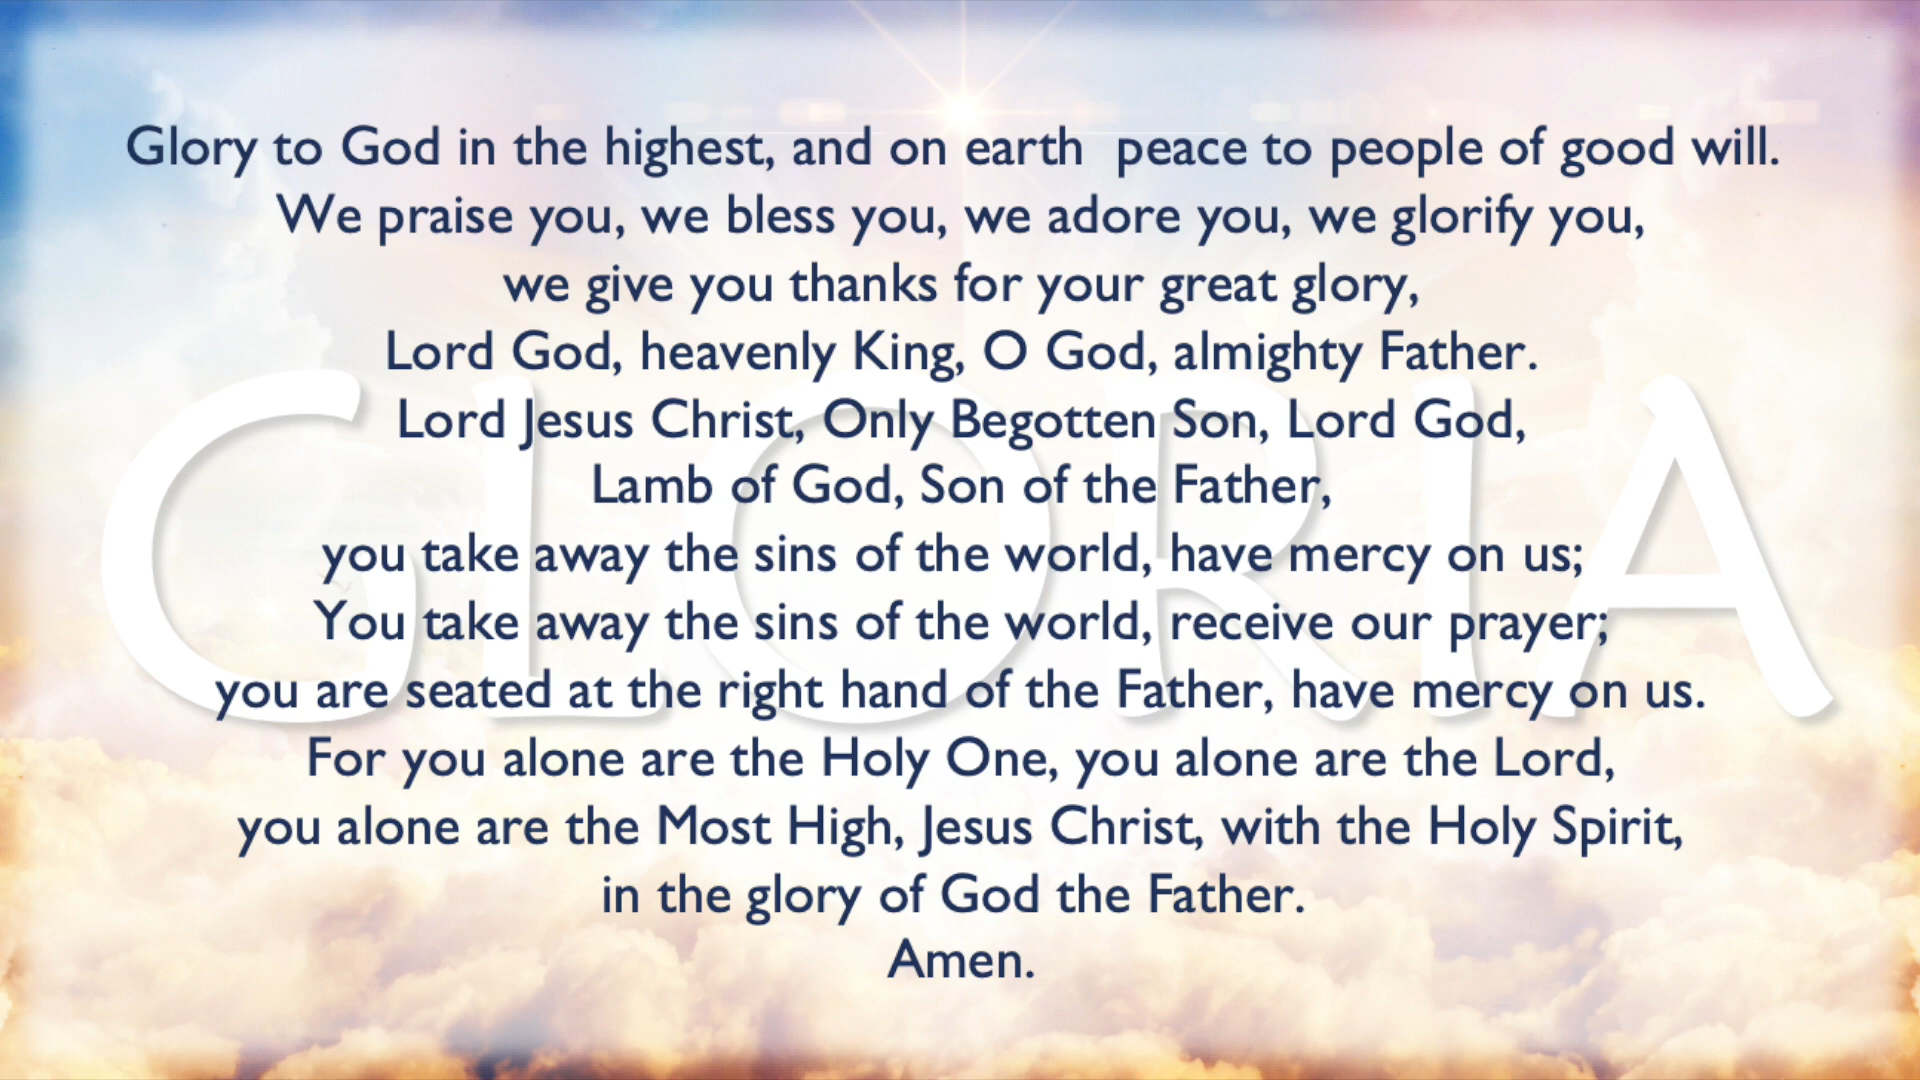 GLORIA
Glory to God in the highest, and on earth  peace to people of good will.
We praise you, we bless you, we adore you, we glorify you,
we give you thanks for your great glory,
Lord God, heavenly King, O God, almighty Father.
Lord Jesus Christ, Only Begotten Son, Lord God,
Lamb of God, Son of the Father,
you take away the sins of the world, have mercy on us;
You take away the sins of the world, receive our prayer;
you are seated at the right hand of the Father, have mercy on us.
For you alone are the Holy One, you alone are the Lord,
you alone are the Most High, Jesus Christ, with the Holy Spirit,
in the glory of God the Father.
Amen.